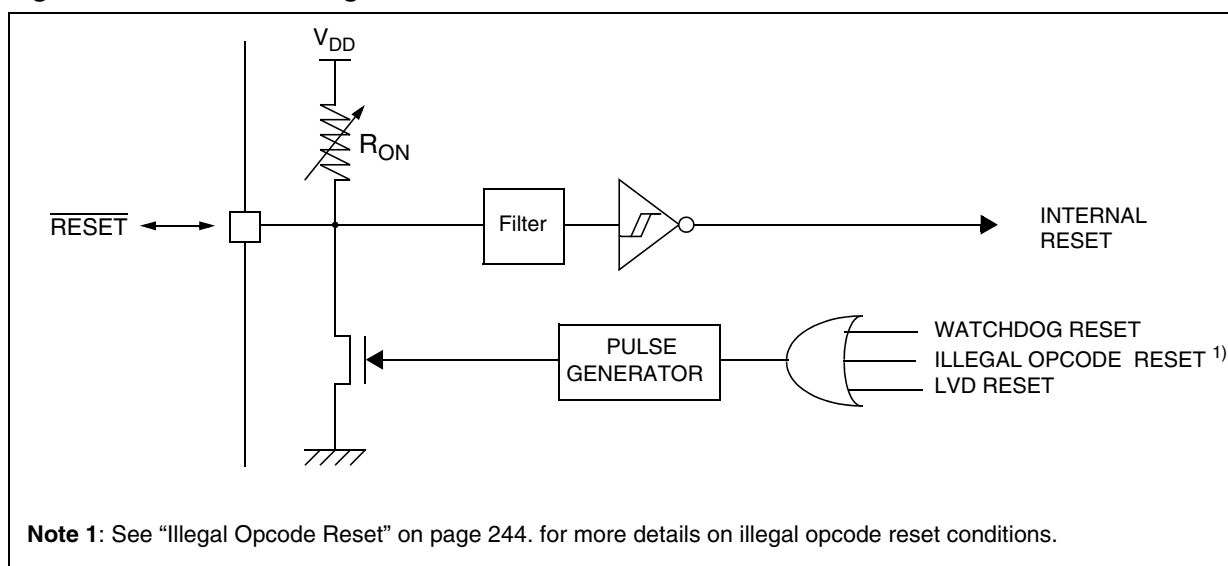 V_DD
R_ON
RESET
Filter
INTERNAL
RESET
PULSE
GENERATOR
WATCHDOG RESET
ILLEGAL OPCODE RESET 1)
LVD RESET
Note 1: See “Illegal Opcode Reset” on page 244. for more details on illegal opcode reset conditions.